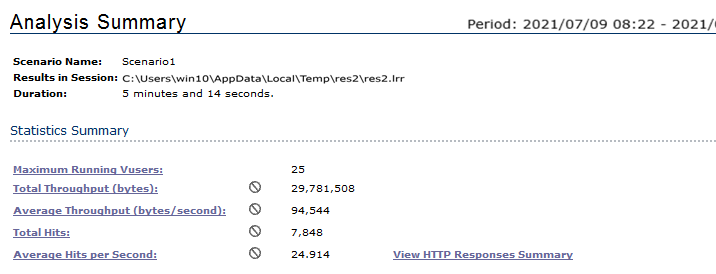 Analysis Summary Period: 2021/07/09 08:22 - 2021/
Scenario Name: Scenario1
Results in Session: C:\Users\win10\AppData\Local\Temp\res2\res2.lrr
Duration: 5 minutes and 14 seconds.
Statistics Summary
Maximum Running Vusers: 25
Total Throughput (bytes): 29,781,508
Average Throughput (bytes/second): 94,544
Total Hits: 7,848
Average Hits per Second: 24.914 View HTTP Responses Summary